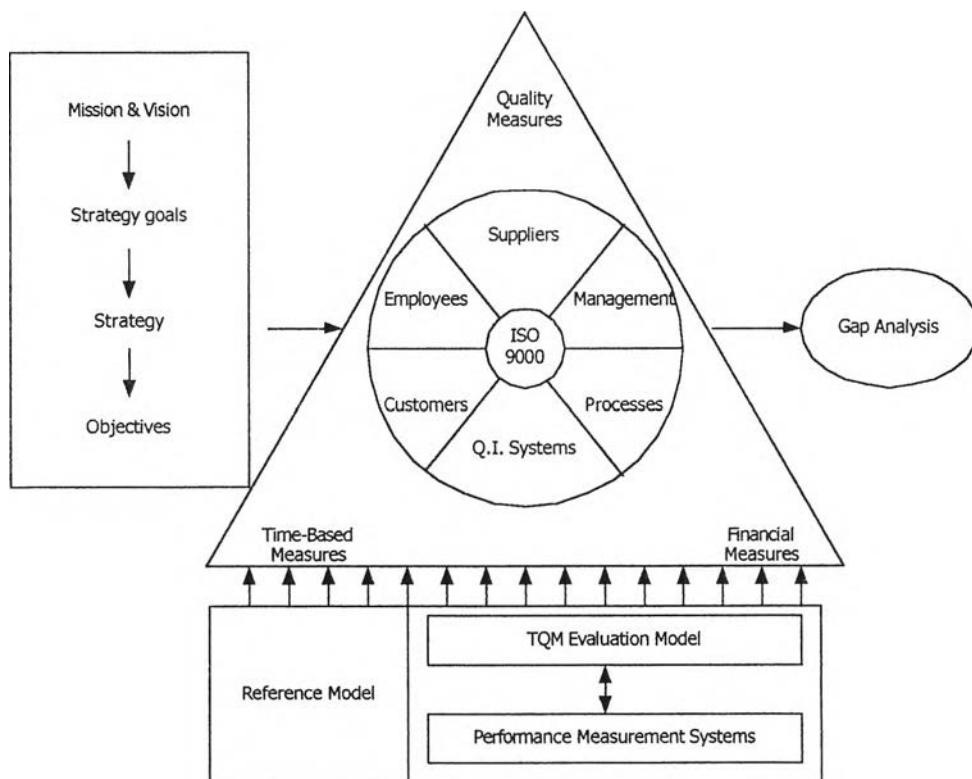 Mission & Vision
Strategy goals
Strategy
Objectives
Quality
Measures
Suppliers
Employees
Management
ISO
9000
Customers
Processes
Q.I. Systems
Gap Analysis
Time-Based
Measures
Financial
Measures
Reference Model
TQM Evaluation Model
Performance Measurement Systems